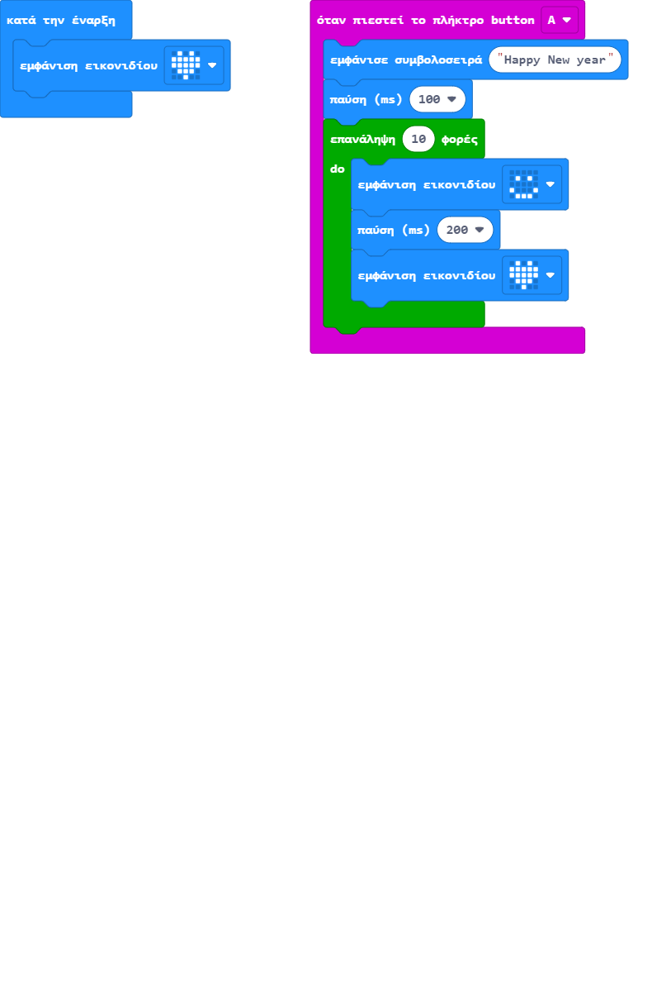 κατά την έναρξη
εμφάνιση εικονιδίου
όταν πιεστεί το πλήκτρο button A
εμφάνισε συμβολοσειρά "Happy New year"
παύση (ms) 100
επανάληψη 10 φορές
do
εμφάνιση εικονιδίου
παύση (ms) 200
εμφάνιση εικονιδίου